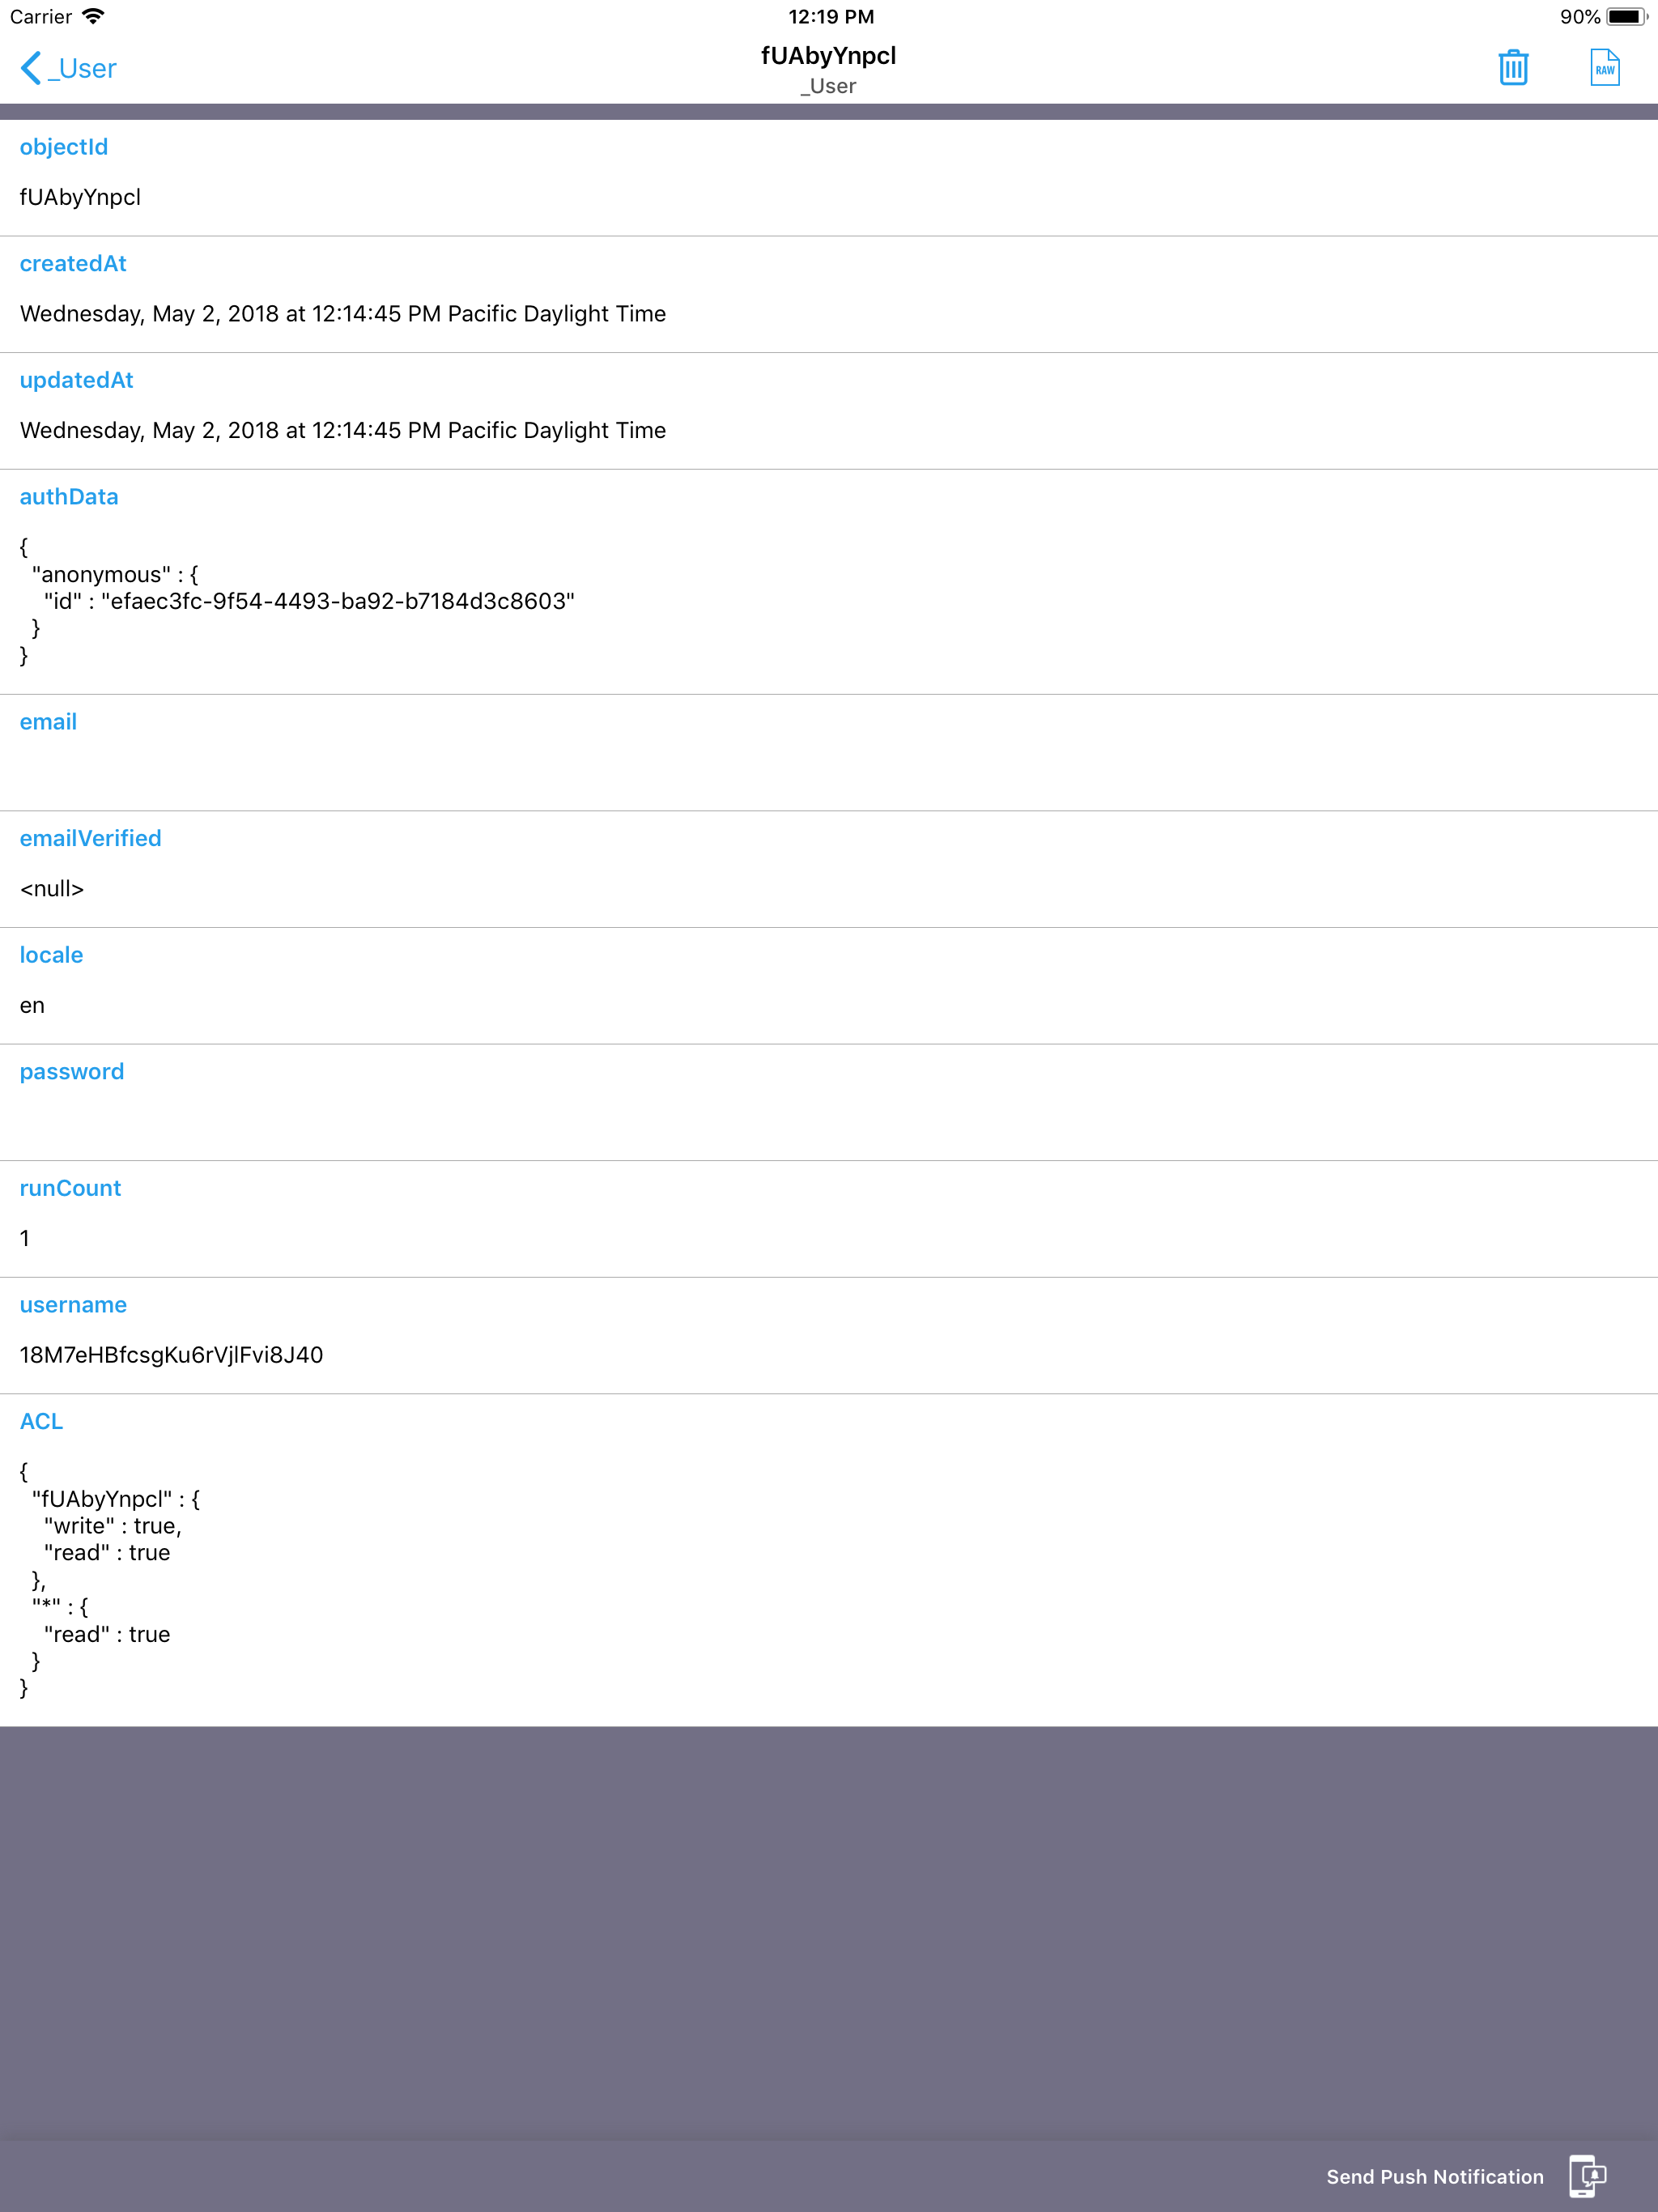 Carrier 12:19 PM 90%
_User
fUAbyYnpcl
_User
RAW
objectId
fUAbyYnpcl
createdAt
Wednesday, May 2, 2018 at 12:14:45 PM Pacific Daylight Time
updatedAt
Wednesday, May 2, 2018 at 12:14:45 PM Pacific Daylight Time
authData
{
"anonymous" : {
"id" : "efaec3fc-9f54-4493-ba92-b7184d3c8603"
}
}
email
emailVerified
<null>
locale
en
password
runCount
1
username
18M7eHBfcsgKu6rVjlFvi8J40
ACL
{
"fUAbyYnpcl" : {
"write" : true,
"read" : true
},
"*" : {
"read" : true
}
}
Send Push Notification